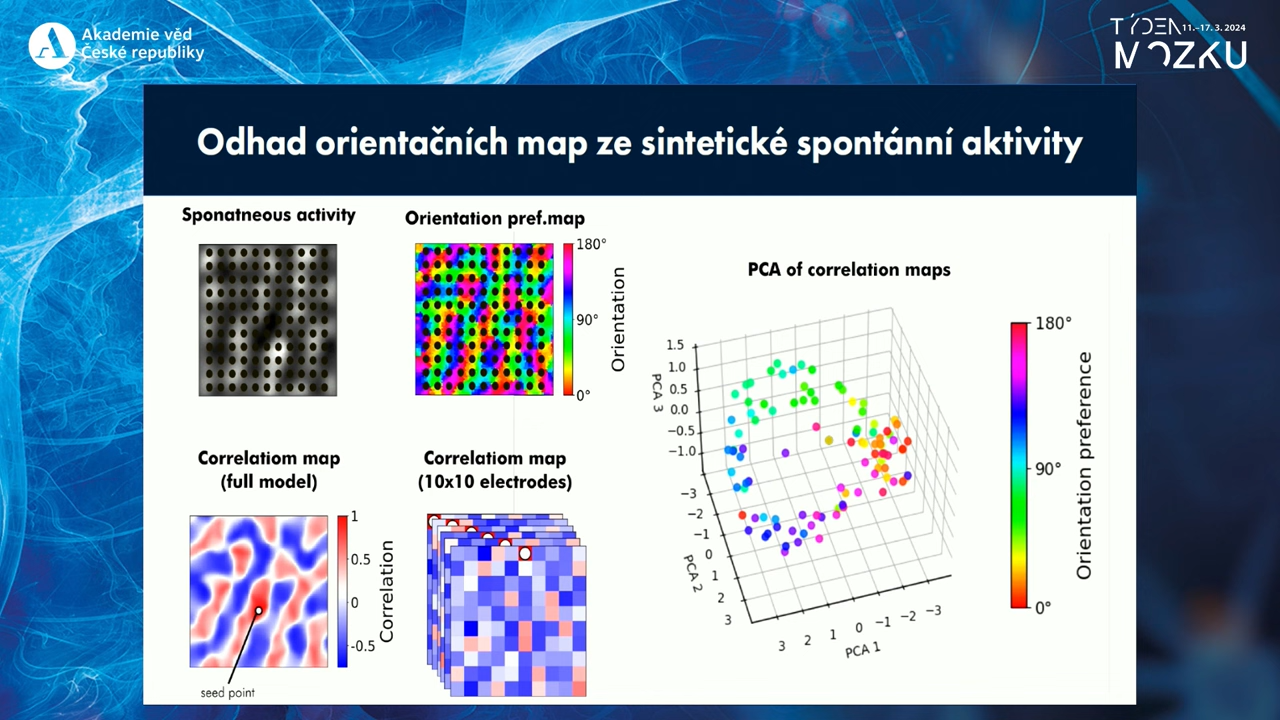 Akademie věd
České republiky
TÝDEN 11.–17. 3. 2024
MOZKU
Odhad orientačních map ze sintetické spontánní aktivity
Sponatneous activity
Orientation pref.map
180°
90°
0°
Orientation
PCA of correlation maps
1.5
1.0
0.5
0.0
−0.5
−1.0
PCA 3
−3
−2
−1
0
1
2
3
PCA 2
3
2
1
0
−1
−2
−3
PCA 1
180°
90°
0°
Orientation preference
Correlatiom map
(full model)
1
0.5
0
-0.5
Correlation
seed point
Correlatiom map
(10x10 electrodes)